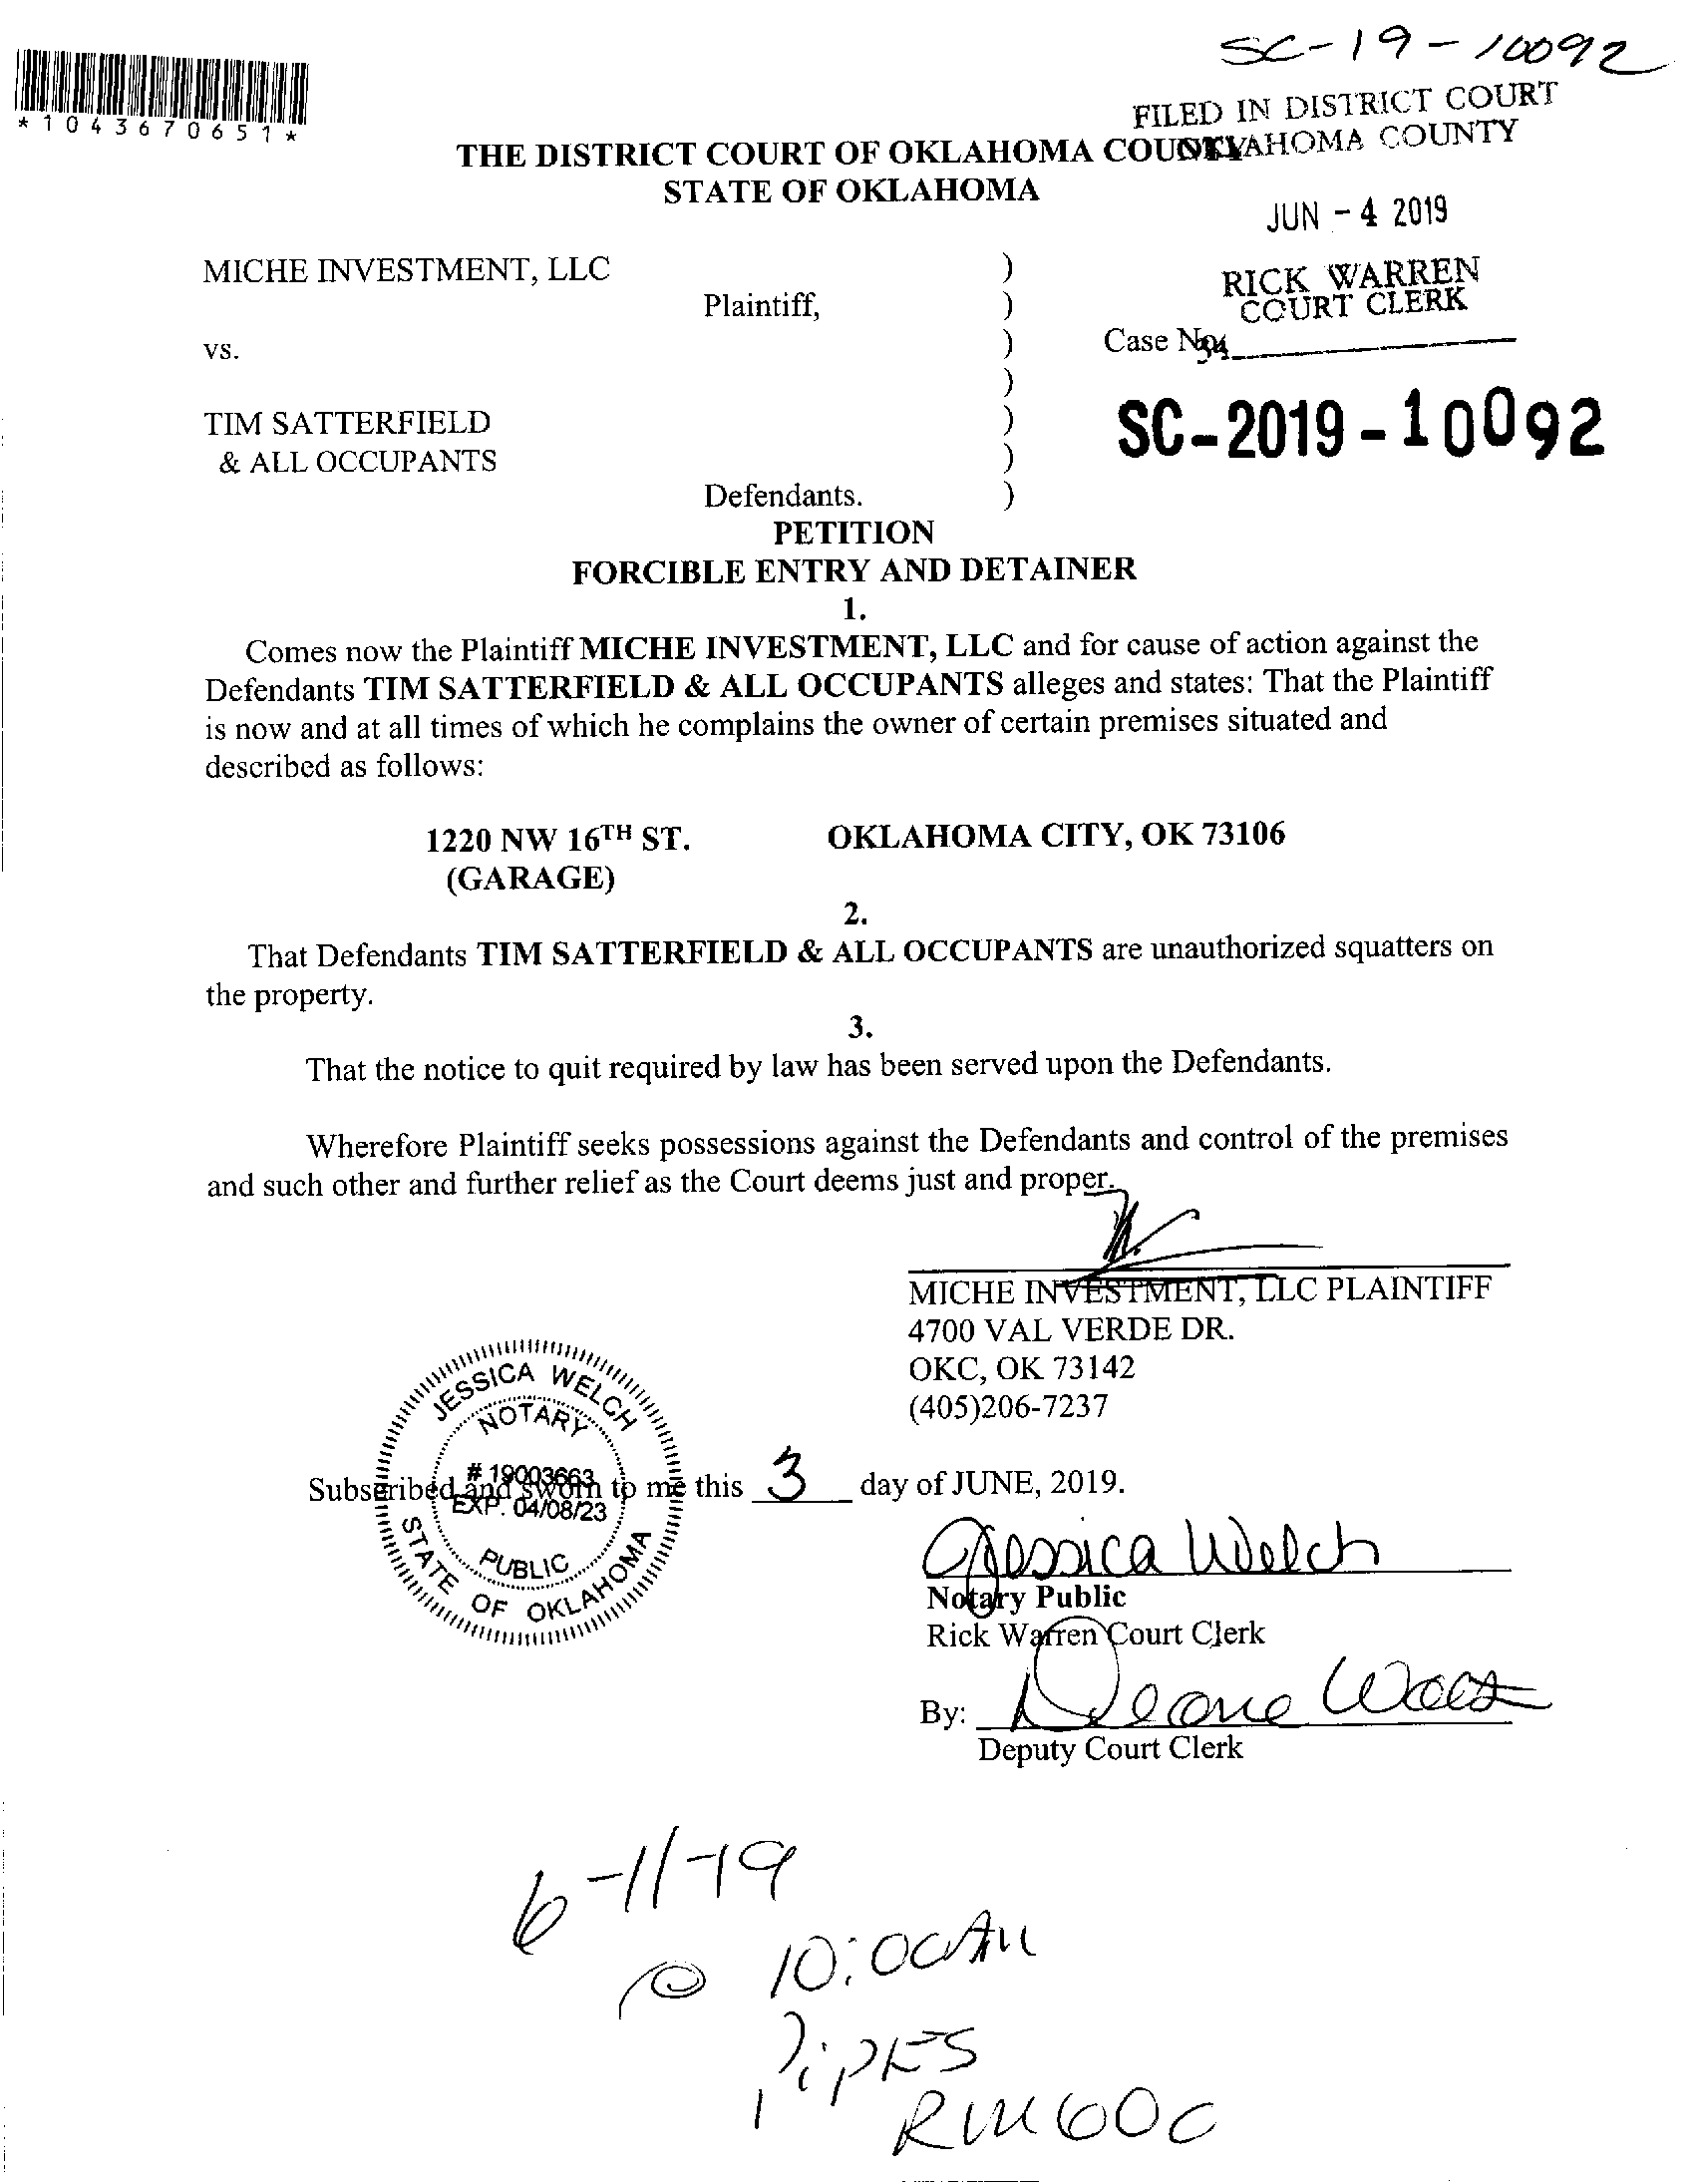 SC-19-10092
*1043670651*
FILED IN DISTRICT COURT
OKLAHOMA COUNTY
THE DISTRICT COURT OF OKLAHOMA COUNTY
STATE OF OKLAHOMA
JUN - 4 2019
RICK WARREN
COURT CLERK
MICHE INVESTMENT, LLC )
Plaintiff, )
vs. ) Case No.
)
TIM SATTERFIELD ) SC-2019-10092
& ALL OCCUPANTS )
Defendants. )
PETITION
FORCIBLE ENTRY AND DETAINER
1.
Comes now the Plaintiff MICHE INVESTMENT, LLC and for cause of action against the
Defendants TIM SATTERFIELD & ALL OCCUPANTS alleges and states: That the Plaintiff
is now and at all times of which he complains the owner of certain premises situated and
described as follows:
1220 NW 16TH ST. OKLAHOMA CITY, OK 73106
(GARAGE)
2.
That Defendants TIM SATTERFIELD & ALL OCCUPANTS are unauthorized squatters on
the property.
3.
That the notice to quit required by law has been served upon the Defendants.
Wherefore Plaintiff seeks possessions against the Defendants and control of the premises
and such other and further relief as the Court deems just and proper.
MICHE INVESTMENT, LLC PLAINTIFF
4700 VAL VERDE DR.
OKC, OK 73142
(405)206-7237
JESSICA WELCH
NOTARY
# 19003663
EXP. 04/08/23
PUBLIC
STATE OF OKLAHOMA
Subscribed and sworn to me this 3 day of JUNE, 2019.
Jessica Welch
Notary Public
Rick Warren Court Clerk
By:
Deputy Court Clerk
6-11-19
@ 10:00AM
PipES
RM 600